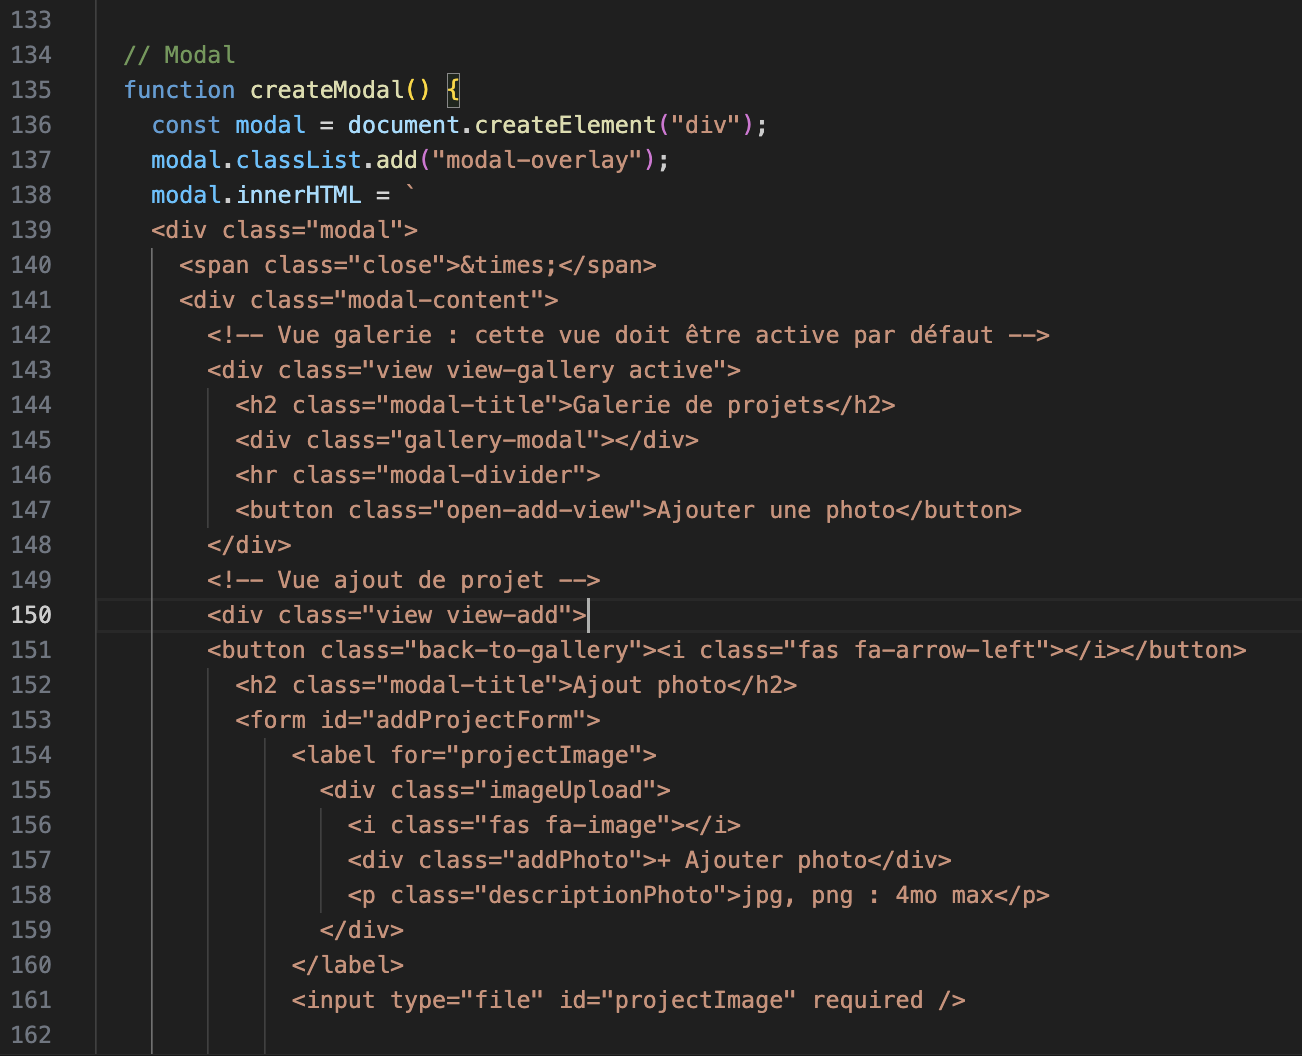 133
134 // Modal
135 function createModal() {
136 const modal = document.createElement("div");
137 modal.classList.add("modal-overlay");
138 modal.innerHTML = `
139 <div class="modal">
140 <span class="close">&times;</span>
141 <div class="modal-content">
142 <!-- Vue galerie : cette vue doit être active par défaut -->
143 <div class="view view-gallery active">
144 <h2 class="modal-title">Galerie de projets</h2>
145 <div class="gallery-modal"></div>
146 <hr class="modal-divider">
147 <button class="open-add-view">Ajouter une photo</button>
148 </div>
149 <!-- Vue ajout de projet -->
150 <div class="view view-add">
151 <button class="back-to-gallery"><i class="fas fa-arrow-left"></i></button>
152 <h2 class="modal-title">Ajout photo</h2>
153 <form id="addProjectForm">
154 <label for="projectImage">
155 <div class="imageUpload">
156 <i class="fas fa-image"></i>
157 <div class="addPhoto">+ Ajouter photo</div>
158 <p class="descriptionPhoto">jpg, png : 4mo max</p>
159 </div>
160 </label>
161 <input type="file" id="projectImage" required />
162